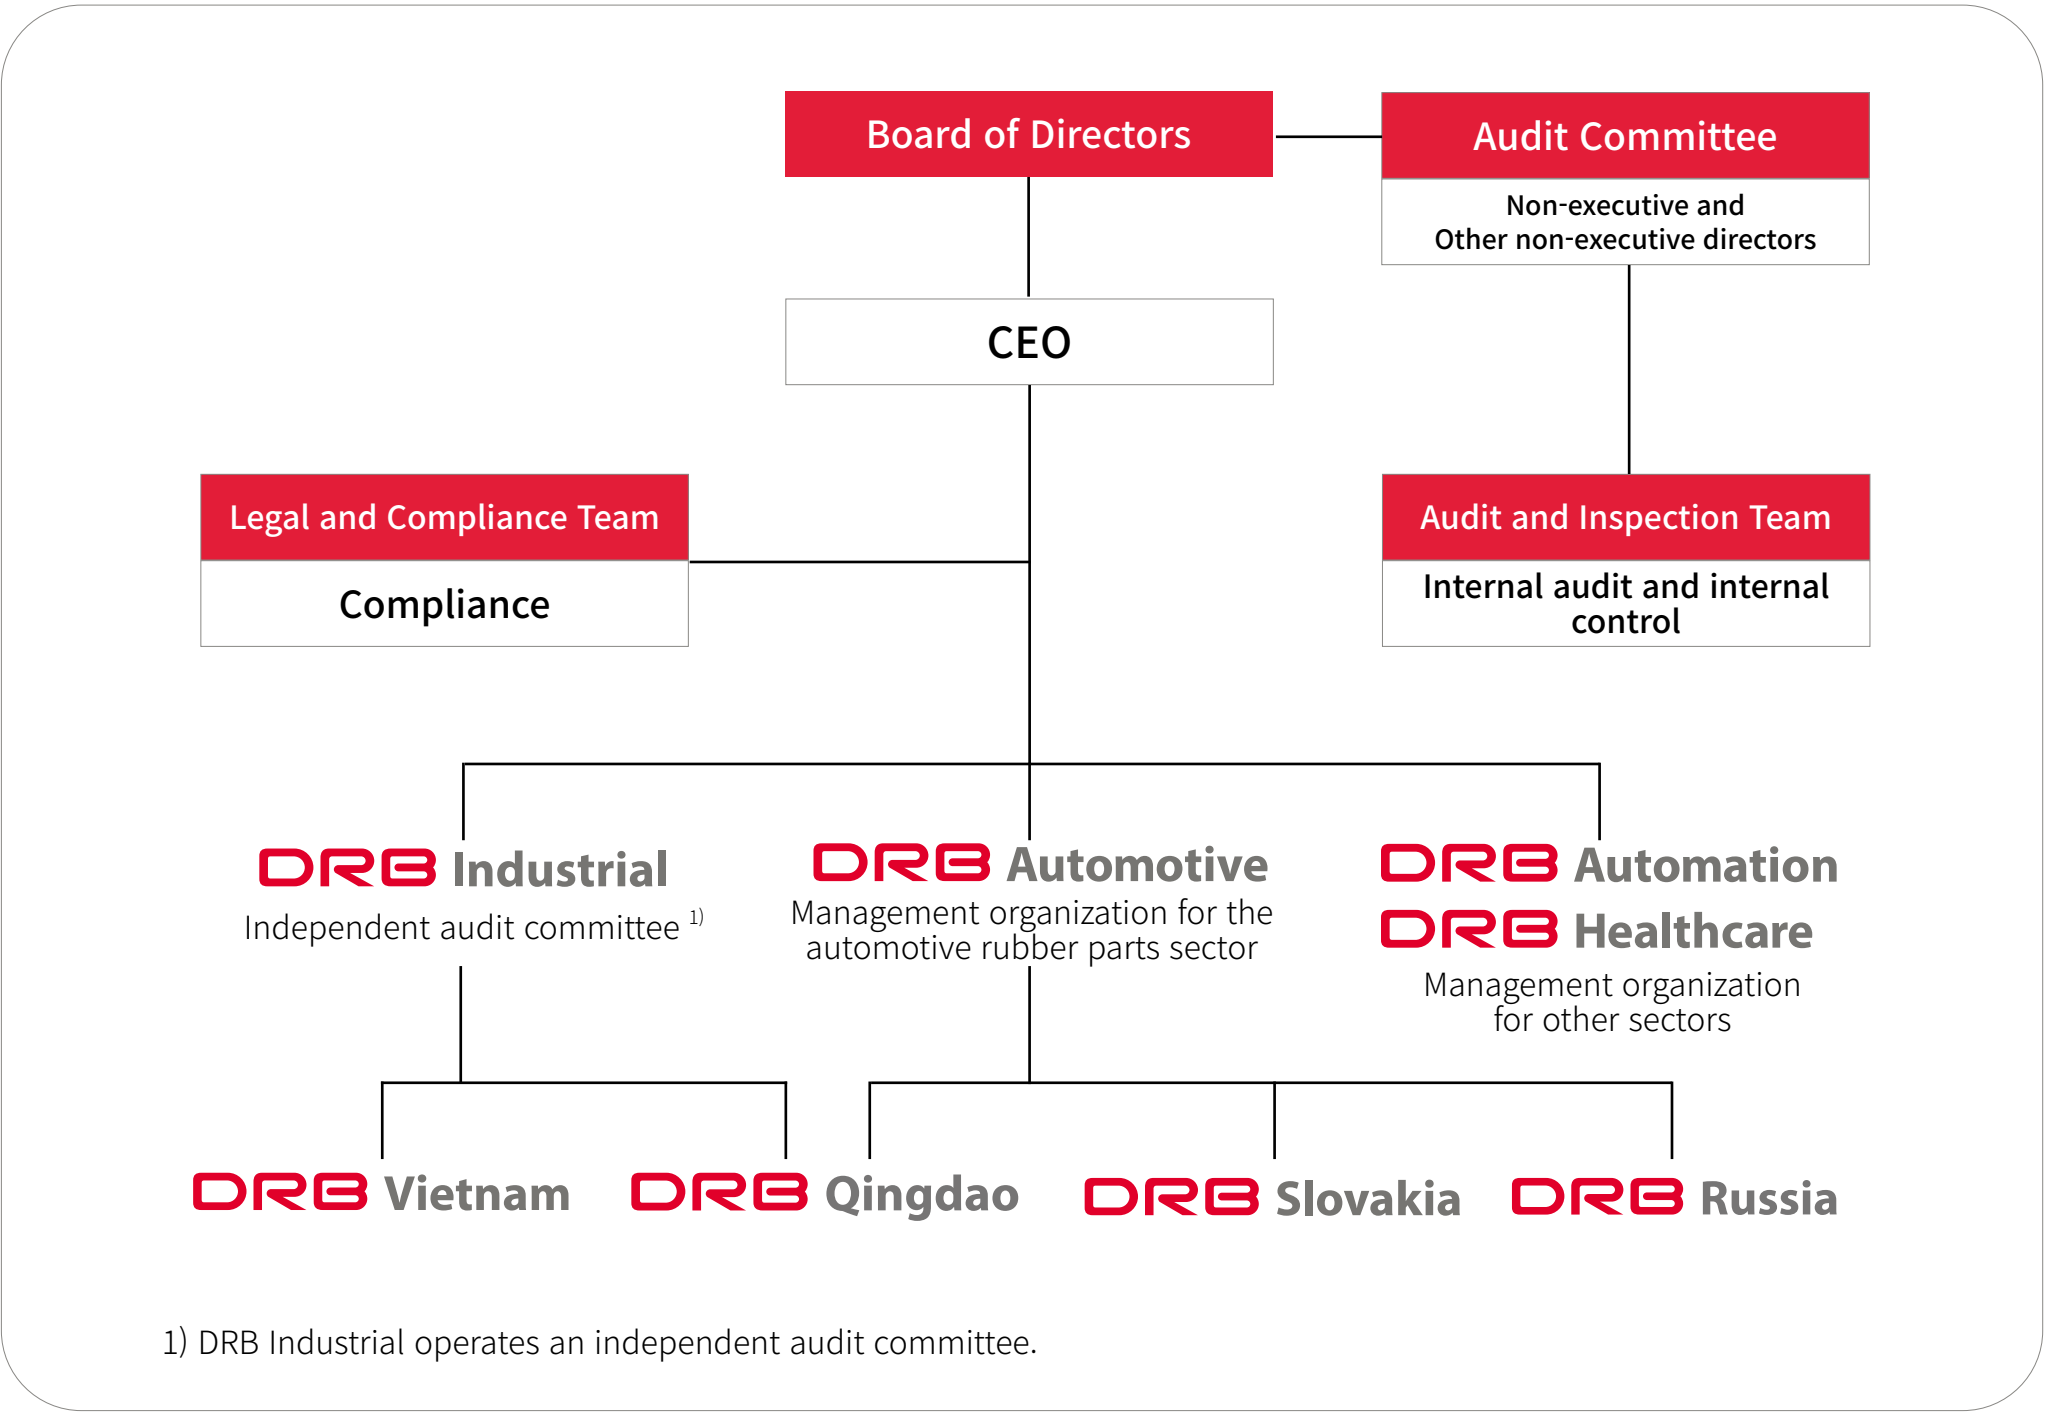 Board of Directors
Audit Committee
Non-executive and
Other non-executive directors
CEO
Legal and Compliance Team
Compliance
Audit and Inspection Team
Internal audit and internal
control
DRB Industrial
Independent audit committee 1)
DRB Automotive
Management organization for the
automotive rubber parts sector
DRB Automation
DRB Healthcare
Management organization
for other sectors
DRB Vietnam
DRB Qingdao
DRB Slovakia
DRB Russia
1) DRB Industrial operates an independent audit committee.